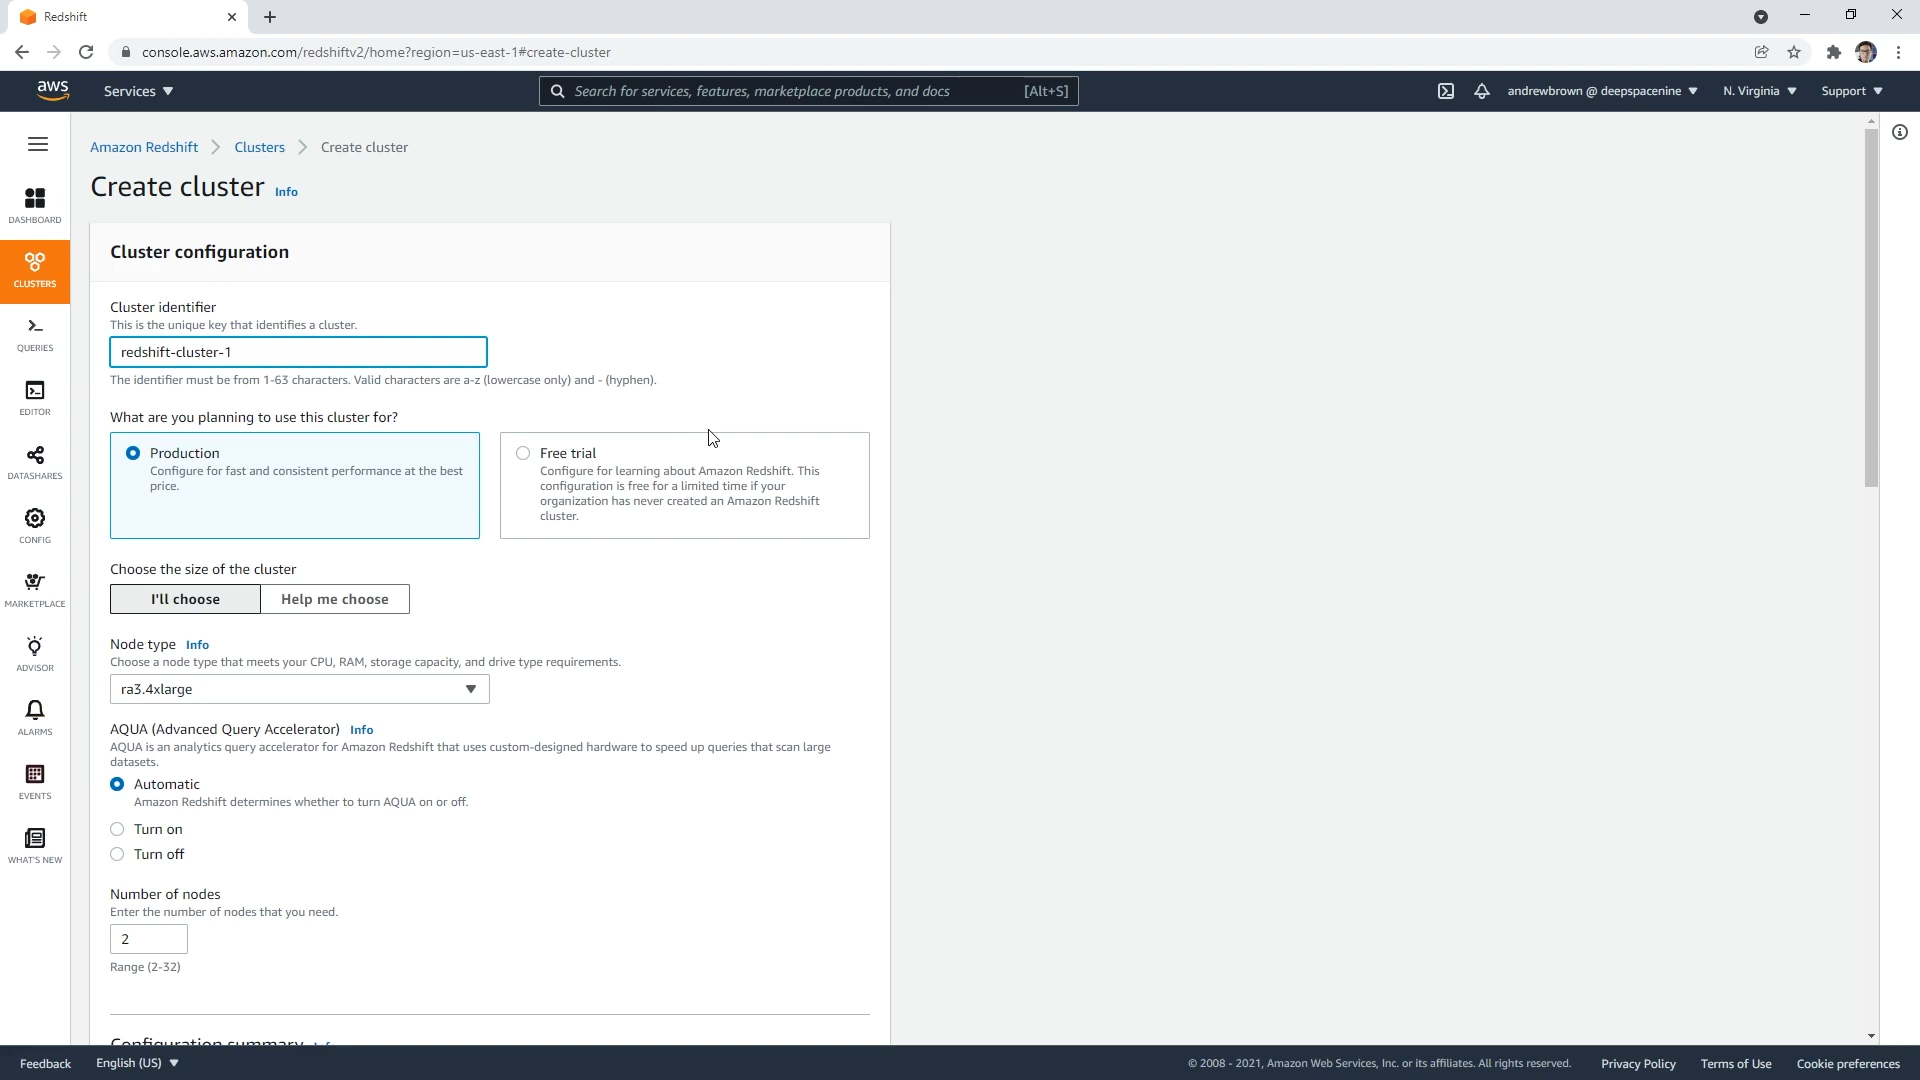 Redshift
console.aws.amazon.com/redshiftv2/home?region=us-east-1#create-cluster
aws
Services
Search for services, features, marketplace products, and docs [Alt+S]
andrewbrown @ deepspacenine
N. Virginia
Support
Amazon Redshift
Clusters
Create cluster
Create cluster Info
DASHBOARD
CLUSTERS
QUERIES
EDITOR
DATASHARES
CONFIG
MARKETPLACE
ADVISOR
ALARMS
EVENTS
WHAT'S NEW
Cluster configuration
Cluster identifier
This is the unique key that identifies a cluster.
redshift-cluster-1
The identifier must be from 1-63 characters. Valid characters are a-z (lowercase only) and - (hyphen).
What are you planning to use this cluster for?
Production
Configure for fast and consistent performance at the best
price.
Free trial
Configure for learning about Amazon Redshift. This
configuration is free for a limited time if your
organization has never created an Amazon Redshift
cluster.
Choose the size of the cluster
I'll choose
Help me choose
Node type Info
Choose a node type that meets your CPU, RAM, storage capacity, and drive type requirements.
ra3.4xlarge
AQUA (Advanced Query Accelerator) Info
AQUA is an analytics query accelerator for Amazon Redshift that uses custom-designed hardware to speed up queries that scan large
datasets.
Automatic
Amazon Redshift determines whether to turn AQUA on or off.
Turn on
Turn off
Number of nodes
Enter the number of nodes that you need.
2
Range (2-32)
Configuration summary Info
Feedback
English (US)
© 2008 - 2021, Amazon Web Services, Inc. or its affiliates. All rights reserved.
Privacy Policy
Terms of Use
Cookie preferences